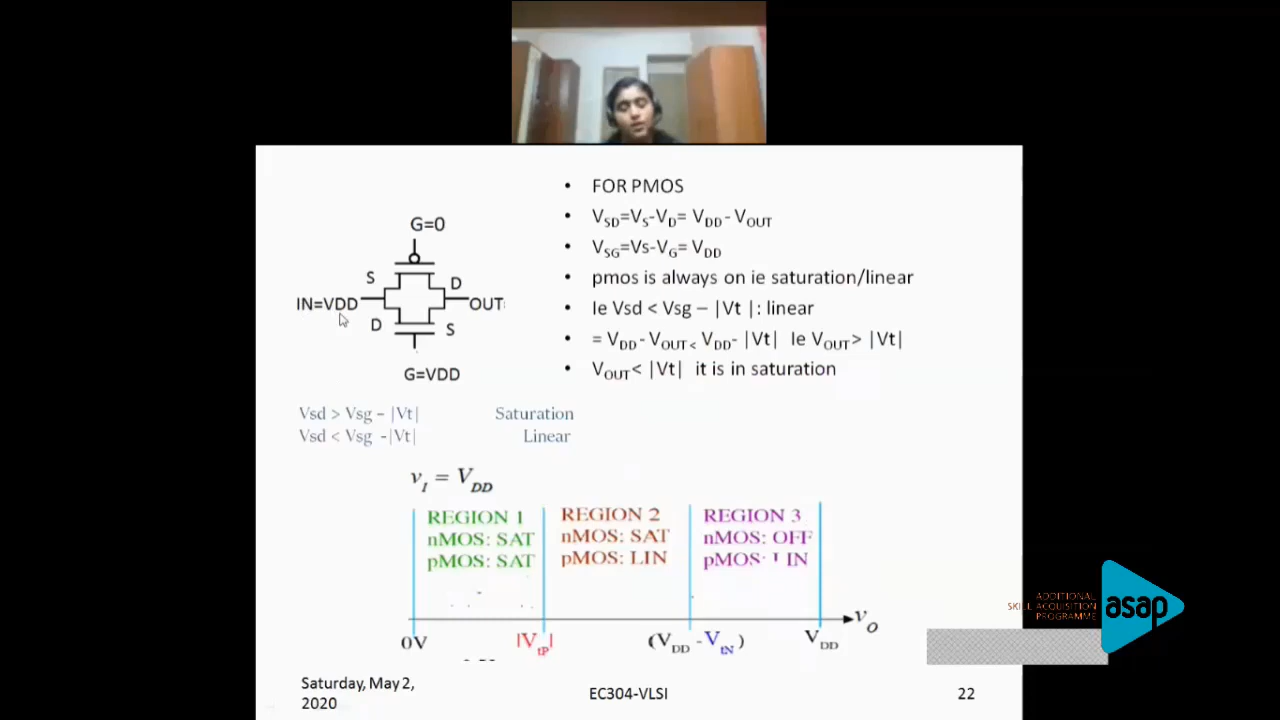 G=0
S
D
IN=VDD
OUT
D
S
G=VDD
• FOR PMOS
• VSD=VS-VD= VDD- VOUT
• VSG=Vs-VG= VDD
• pmos is always on ie saturation/linear
• Ie Vsd < Vsg – |Vt |: linear
• = VDD- VOUT < VDD- |Vt| Ie VOUT> |Vt|
• VOUT< |Vt| it is in saturation
Vsd > Vsg – |Vt| Saturation
Vsd < Vsg -|Vt| Linear
vI = VDD
REGION 1
nMOS: SAT
pMOS: SAT
REGION 2
nMOS: SAT
pMOS: LIN
REGION 3
nMOS: OFF
pMOS: LIN
0V
|VtP|
(VDD -VtN)
VDD
vO
ADDITIONAL
SKILL ACQUISITION
PROGRAMME
asap
Saturday, May 2,
2020
EC304-VLSI
22